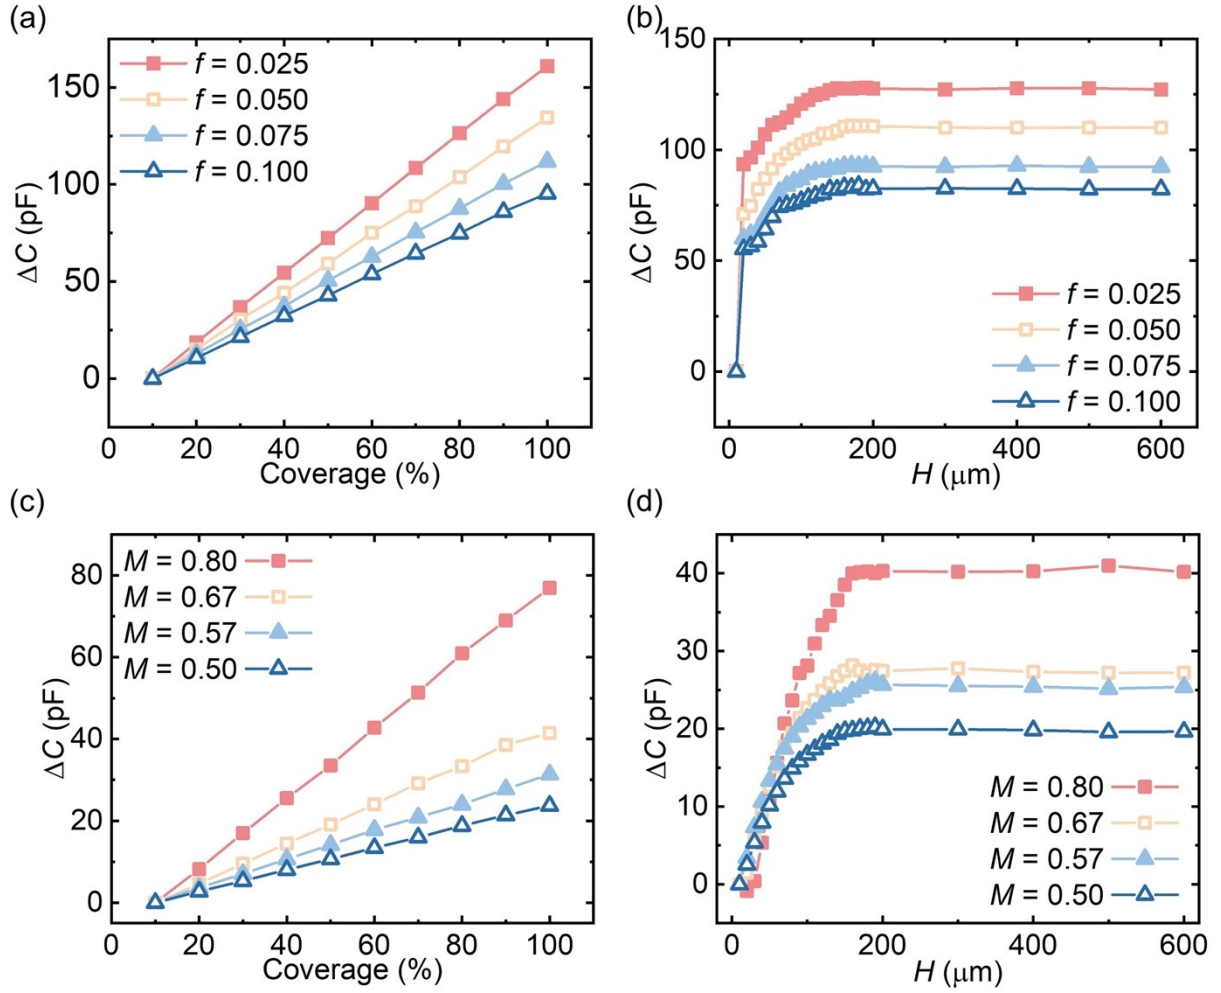 (a)
150
100
50
0
ΔC (pF)
f = 0.025
f = 0.050
f = 0.075
f = 0.100
0 20 40 60 80 100
Coverage (%)
(b)
150
100
50
0
ΔC (pF)
f = 0.025
f = 0.050
f = 0.075
f = 0.100
0 200 400 600
H (μm)
(c)
80
60
40
20
0
ΔC (pF)
M = 0.80
M = 0.67
M = 0.57
M = 0.50
0 20 40 60 80 100
Coverage (%)
(d)
40
30
20
10
0
ΔC (pF)
M = 0.80
M = 0.67
M = 0.57
M = 0.50
0 200 400 600
H (μm)